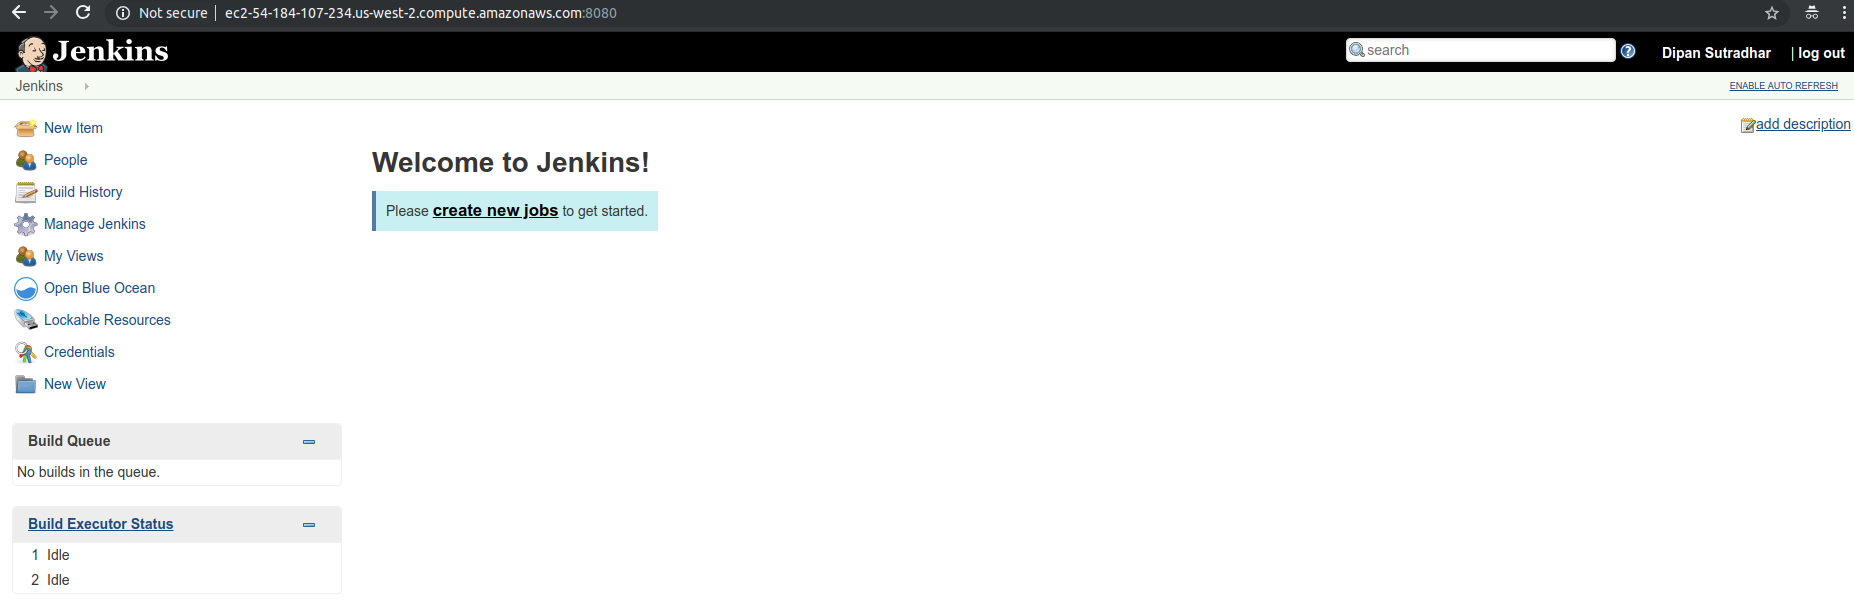 Not secure | ec2-54-184-107-234.us-west-2.compute.amazonaws.com:8080
Jenkins
search
Dipan Sutradhar
| log out
Jenkins
ENABLE AUTO REFRESH
New Item
People
Build History
Manage Jenkins
My Views
Open Blue Ocean
Lockable Resources
Credentials
New View
add description
Welcome to Jenkins!
Please create new jobs to get started.
Build Queue
No builds in the queue.
Build Executor Status
1 Idle
2 Idle